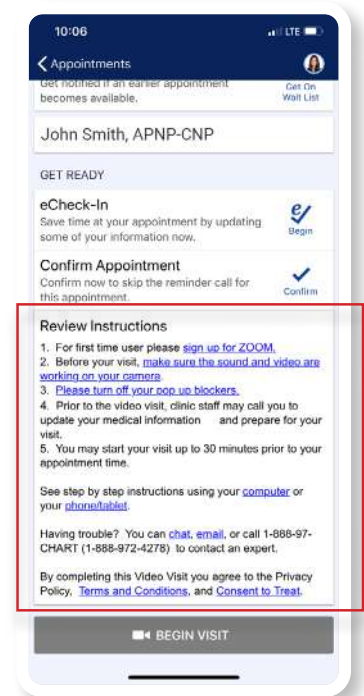 10:06
LTE
Appointments
Get notified if an earlier appointment
becomes available.
Get On
Wait List
John Smith, APNP-CNP
GET READY
eCheck-In
Save time at your appointment by updating
some of your information now.
Begin
Confirm Appointment
Confirm now to skip the reminder call for
this appointment.
Confirm
Review Instructions
1. For first time user please sign up for ZOOM.
2. Before your visit, make sure the sound and video are
working on your camera.
3. Please turn off your pop up blockers.
4. Prior to the video visit, clinic staff may call you to
update your medical information and prepare for your
visit.
5. You may start your visit up to 30 minutes prior to your
appointment time.
See step by step instructions using your computer or
your phone/tablet.
Having trouble? You can chat, email, or call 1-888-97-
CHART (1-888-972-4278) to contact an expert.
By completing this Video Visit you agree to the Privacy
Policy, Terms and Conditions, and Consent to Treat.
BEGIN VISIT